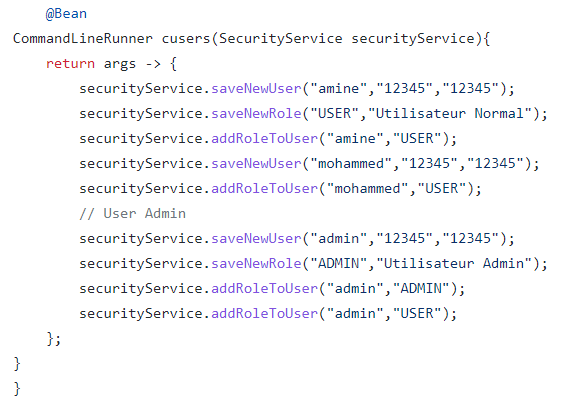 @Bean
CommandLineRunner cusers(SecurityService securityService){
return args -> {
securityService.saveNewUser("amine","12345","12345");
securityService.saveNewRole("USER","Utilisateur Normal");
securityService.addRoleToUser("amine","USER");
securityService.saveNewUser("mohammed","12345","12345");
securityService.addRoleToUser("mohammed","USER");
// User Admin
securityService.saveNewUser("admin","12345","12345");
securityService.saveNewRole("ADMIN","Utilisateur Admin");
securityService.addRoleToUser("admin","ADMIN");
securityService.addRoleToUser("admin","USER");
};
}
}